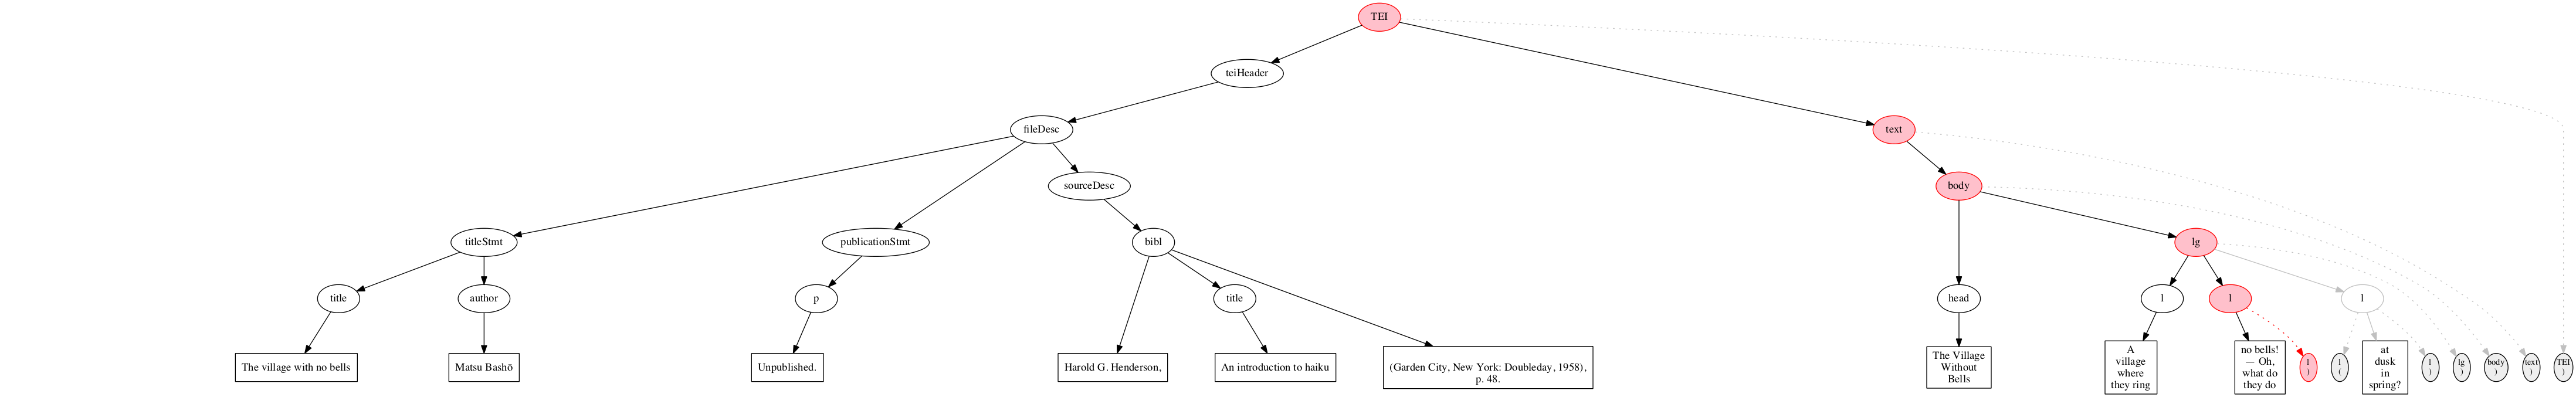 TEI
teiHeader
fileDesc
text
sourceDesc
body
titleStmt
publicationStmt
bibl
lg
title
author
p
title
head
l
l
l
The village with no bells
Matsu Bashō
Unpublished.
Harold G. Henderson,
An introduction to haiku
(Garden City, New York: Doubleday, 1958),
p. 48.
The Village
Without
Bells
A
village
where
they ring
no bells!
— Oh,
what do
they do
l
)
l
(
at
dusk
in
spring?
l
)
lg
)
body
)
text
)
TEI
)